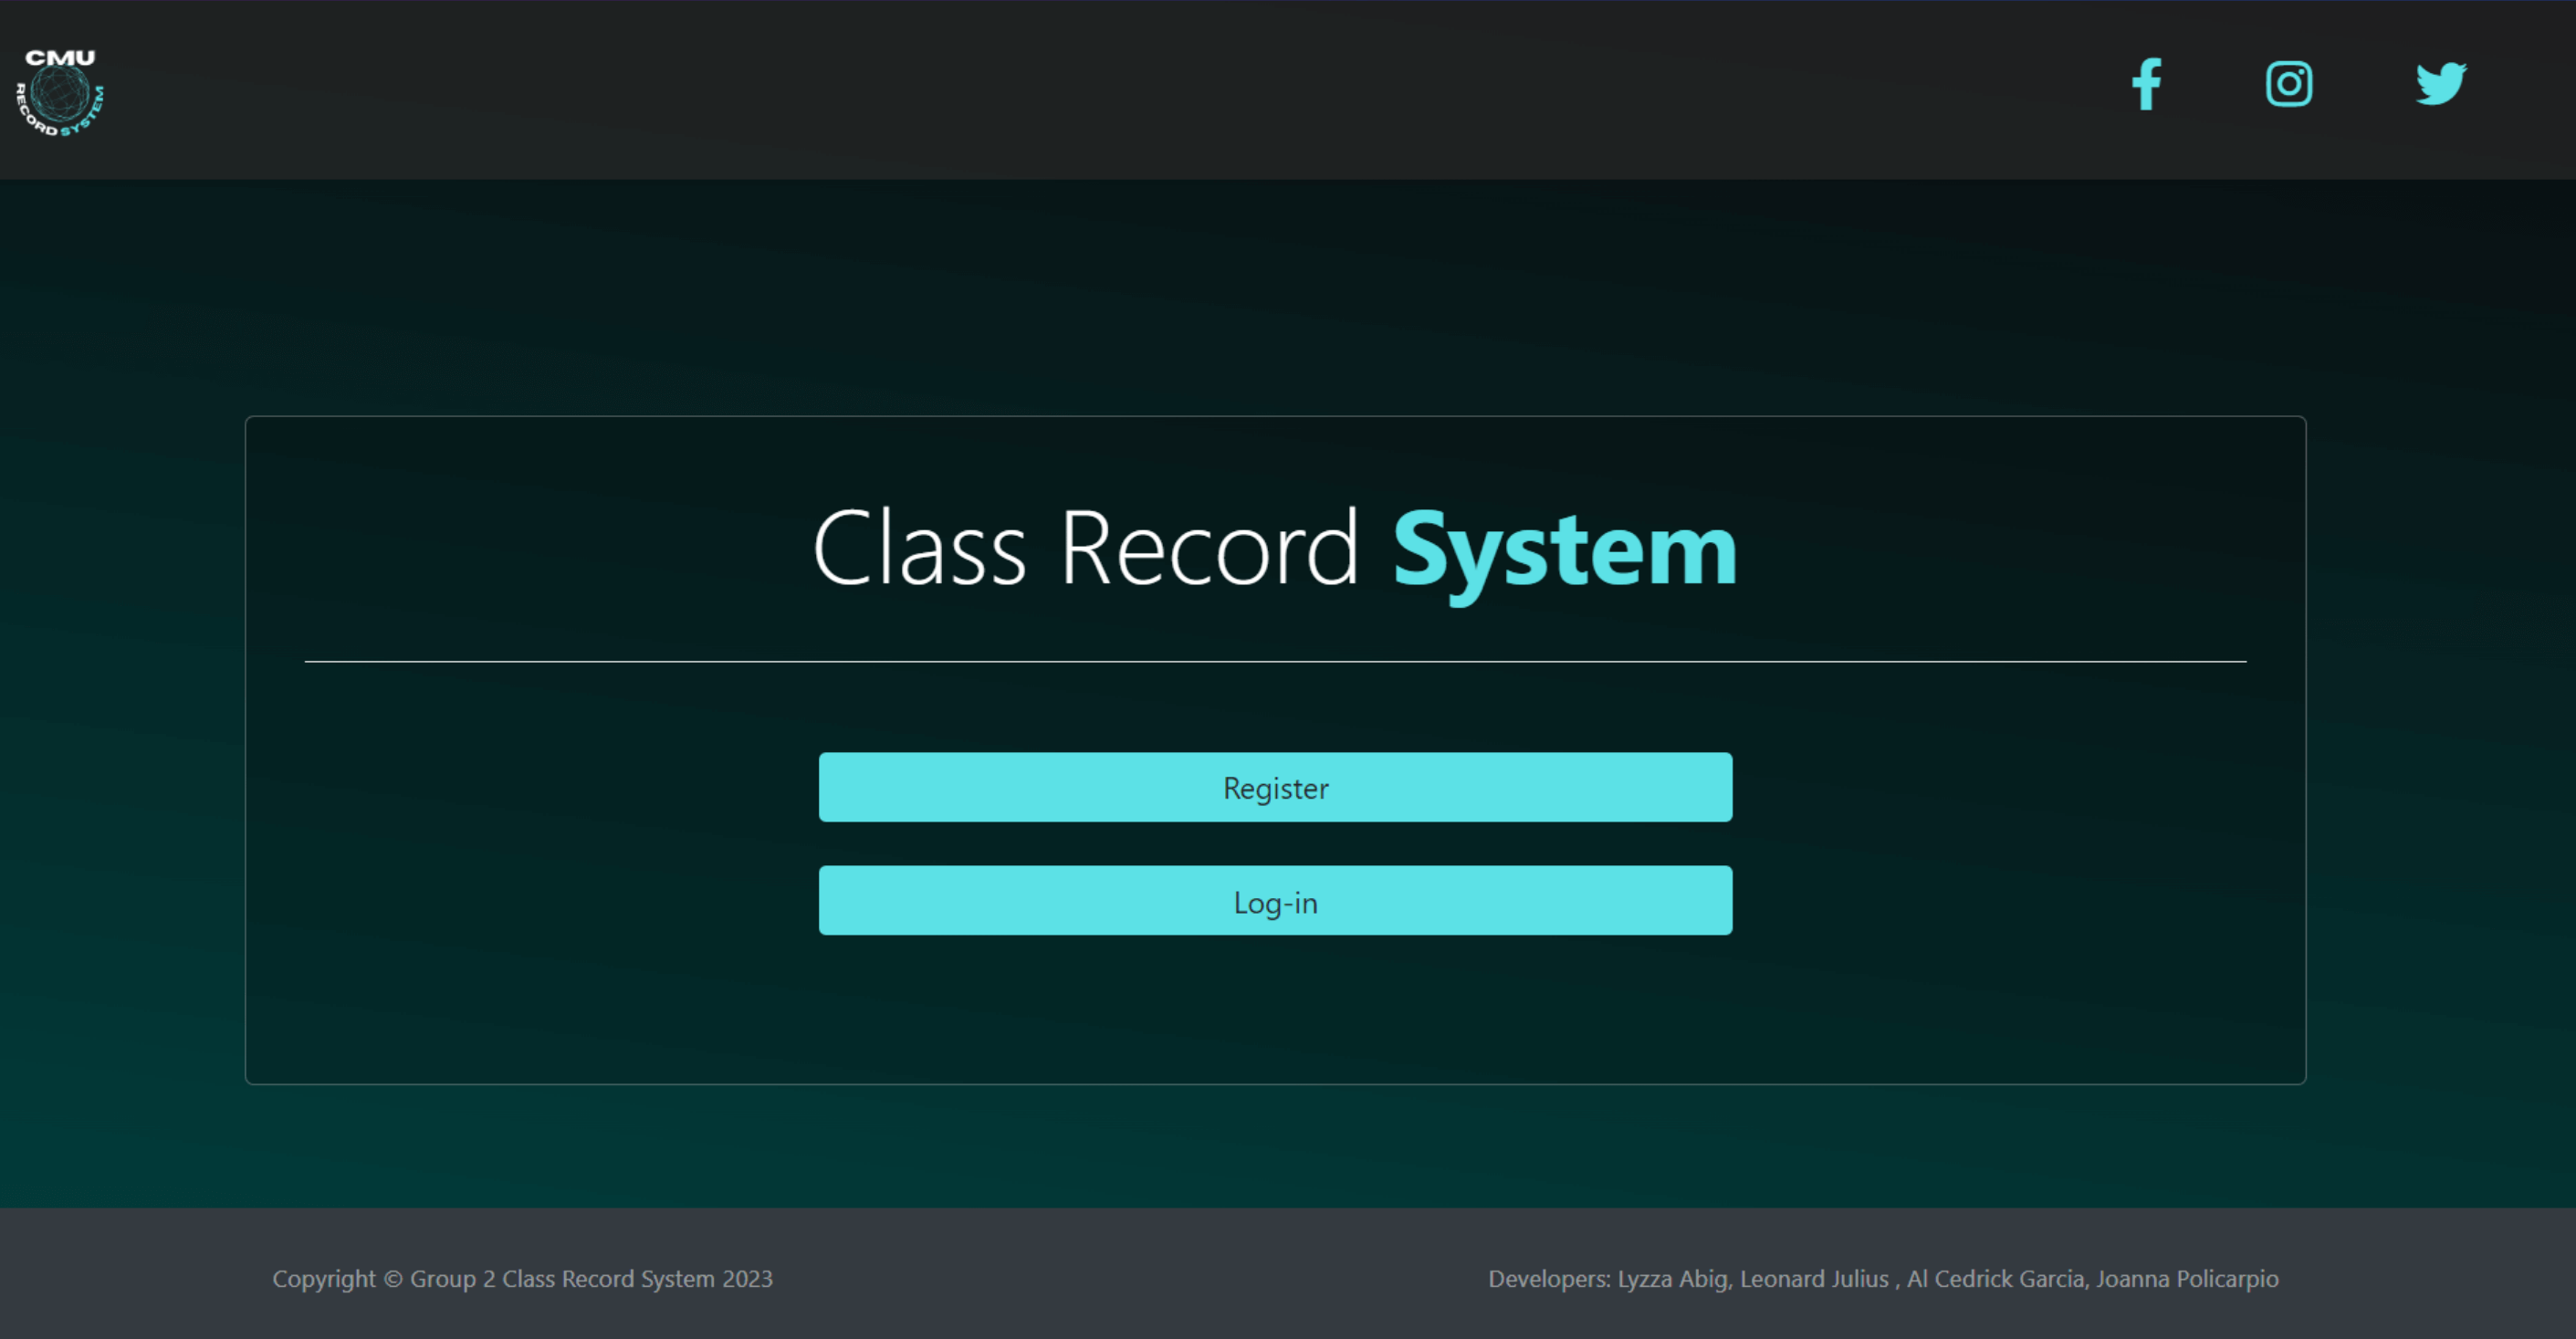 CMU
RECORD SYSTEM
Class Record System
Register
Log-in
Copyright © Group 2 Class Record System 2023
Developers: Lyzza Abig, Leonard Julius , Al Cedrick Garcia, Joanna Policarpio